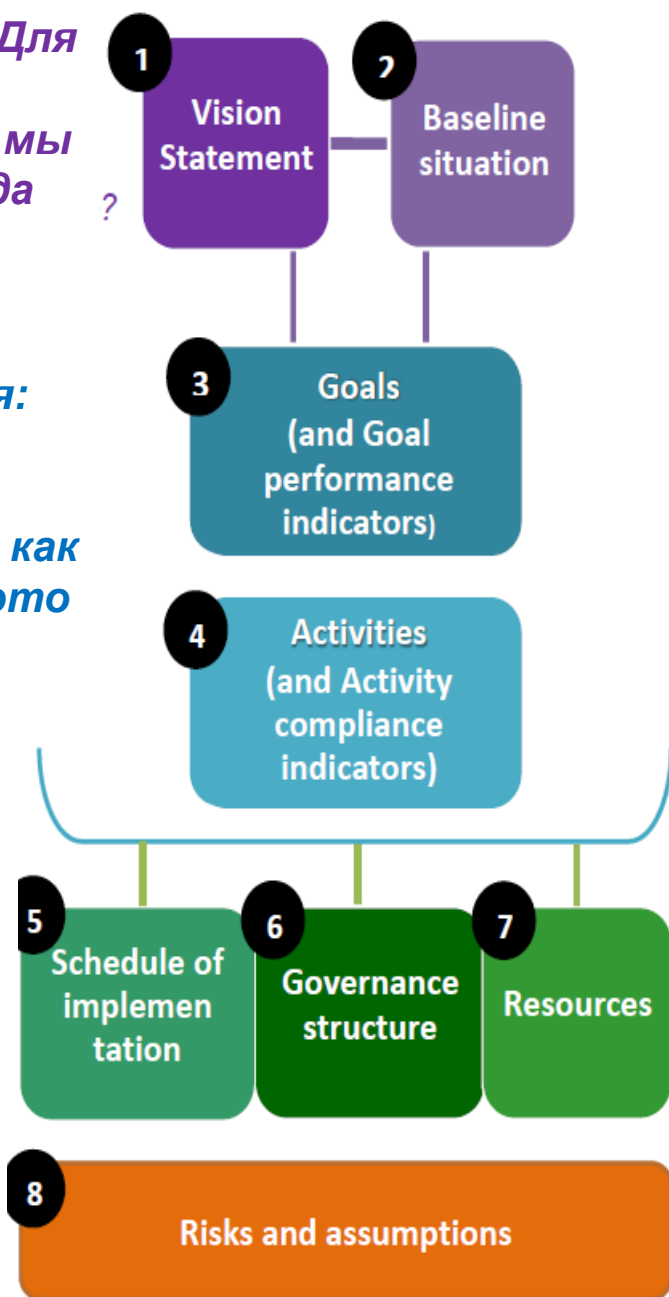 Для
мы
да
?
я:
как
это
1
Vision
Statement
2
Baseline
situation
3
Goals
(and Goal
performance
indicators)
4
Activities
(and Activity
compliance
indicators)
5
Schedule of
implemen
tation
6
Governance
structure
7
Resources
8
Risks and assumptions